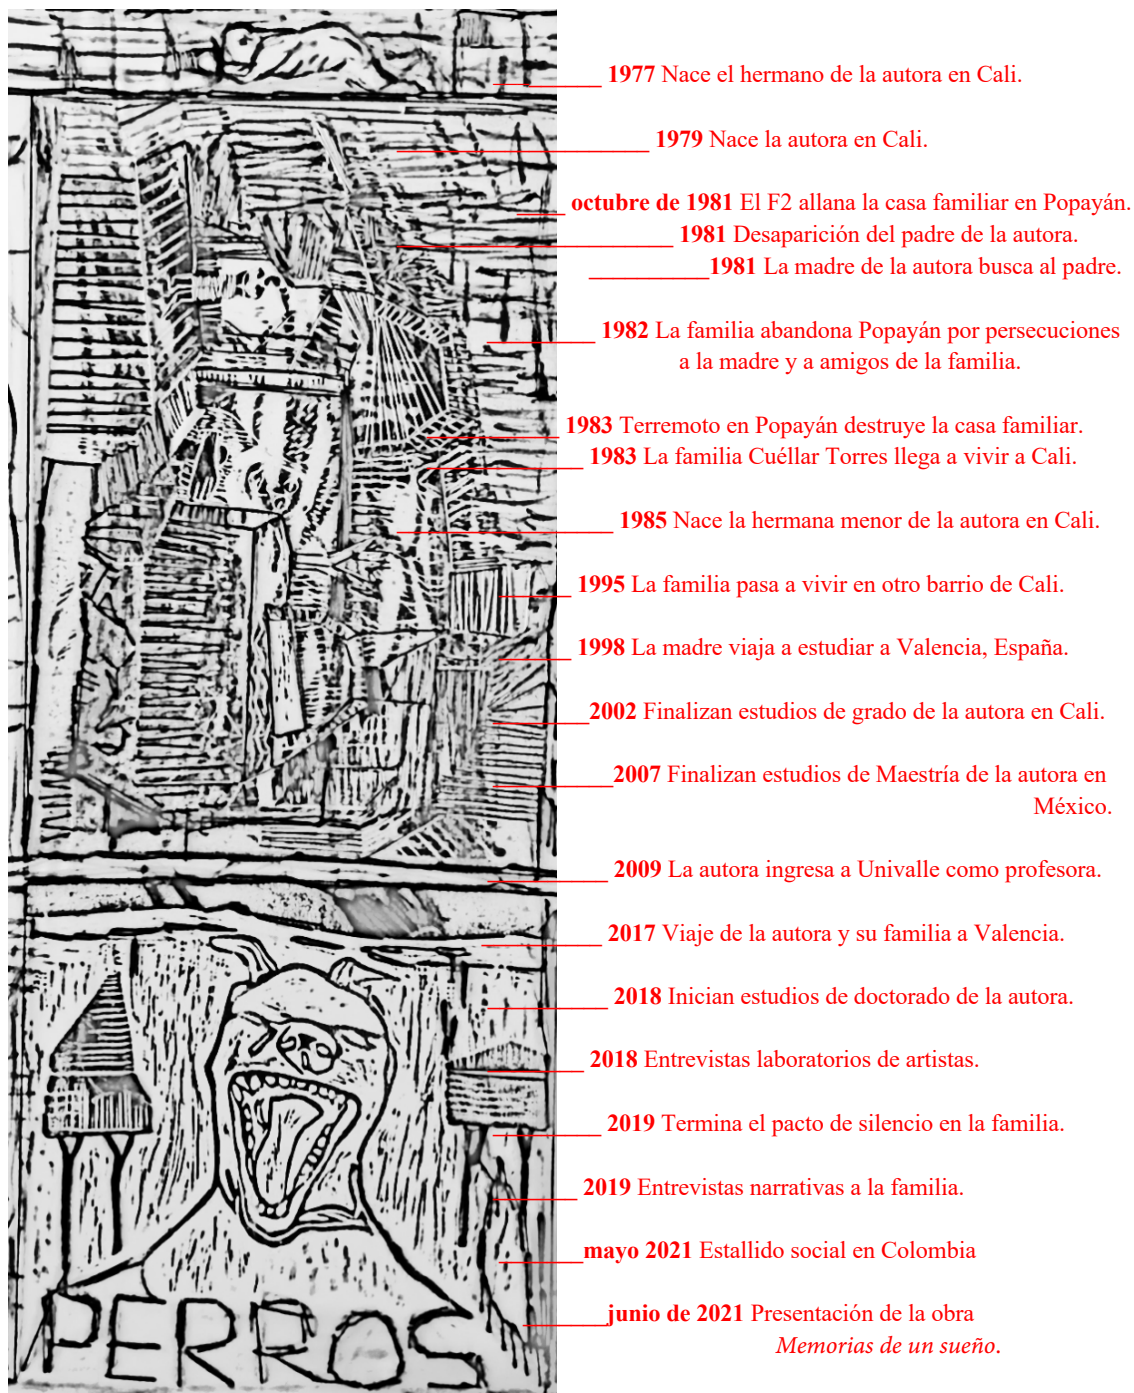 1977 Nace el hermano de la autora en Cali.
1979 Nace la autora en Cali.
octubre de 1981 El F2 allana la casa familiar en Popayán.
1981 Desaparición del padre de la autora.
1981 La madre de la autora busca al padre.
1982 La familia abandona Popayán por persecuciones
a la madre y a amigos de la familia.
1983 Terremoto en Popayán destruye la casa familiar.
1983 La familia Cuéllar Torres llega a vivir a Cali.
1985 Nace la hermana menor de la autora en Cali.
1995 La familia pasa a vivir en otro barrio de Cali.
1998 La madre viaja a estudiar a Valencia, España.
2002 Finalizan estudios de grado de la autora en Cali.
2007 Finalizan estudios de Maestría de la autora en
México.
2009 La autora ingresa a Univalle como profesora.
2017 Viaje de la autora y su familia a Valencia.
2018 Inician estudios de doctorado de la autora.
2018 Entrevistas laboratorios de artistas.
2019 Termina el pacto de silencio en la familia.
2019 Entrevistas narrativas a la familia.
mayo 2021 Estallido social en Colombia
junio de 2021 Presentación de la obra
Memorias de un sueño.
PERROS